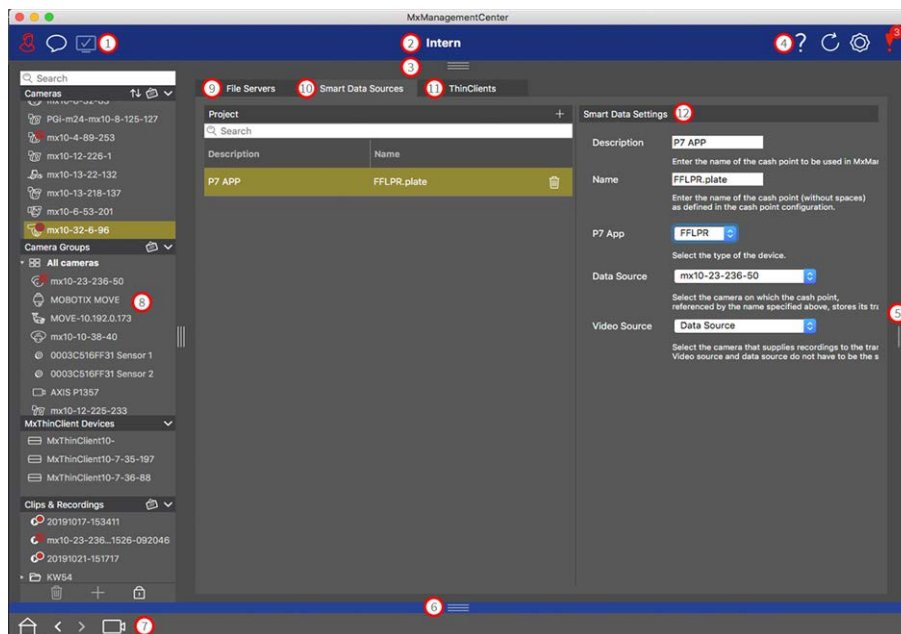 MxManagementCenter
1
2 Intern
4 ? 3
3
Search
Cameras
PGi-m24-mx10-8-125-127
mx10-4-89-253
mx10-12-226-1
mx10-13-22-132
mx10-13-218-137
mx10-6-53-201
mx10-32-6-96
Camera Groups
All cameras
mx10-23-236-50
MOBOTIX MOVE
8
MOVE-10.192.0.173
mx10-10-38-40
0003C516FF31 Sensor 1
0003C516FF31 Sensor 2
AXIS P1357
mx10-12-225-233
MxThinClient Devices
MxThinClient10-
MxThinClient10-7-35-197
MxThinClient10-7-36-88
Clips & Recordings
20191017-153411
mx10-23-236...1526-092046
20191021-151717
KW54
9 File Servers
10 Smart Data Sources
11 ThinClients
Project +
Search
Description Name
P7 APP FFLPR.plate
Smart Data Settings 12
Description P7 APP
Enter the name of the cash point to be used in MxMa
Name FFLPR.plate
Enter the name of the cash point (without spaces)
as defined in the cash point configuration.
P7 App FFLPR
Select the type of the device.
Data Source mx10-23-236-50
Select the camera on which the cash point,
referenced by the name specified above, stores its tra
Video Source Data Source
Select the camera that supplies recordings to the tra
Video source and data source do not have to be the s
5
6
7